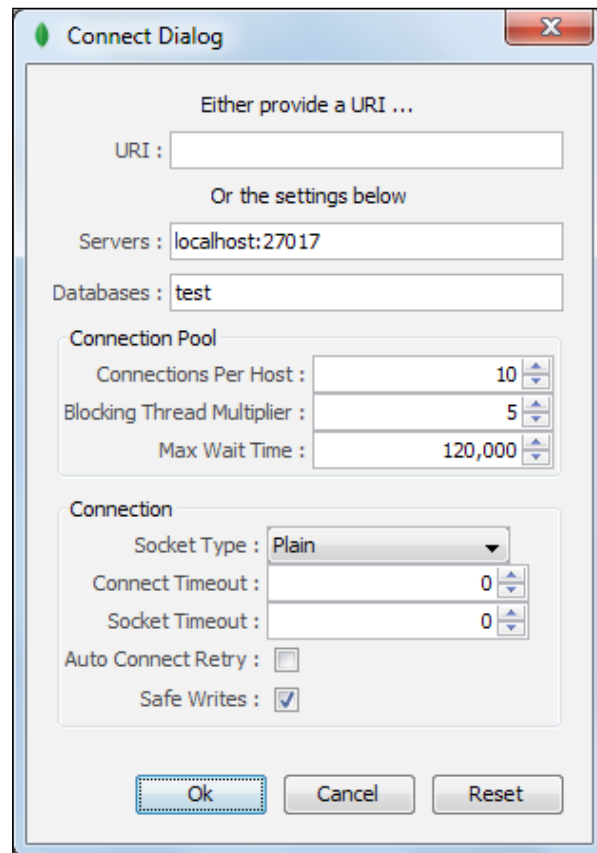 Connect Dialog
Either provide a URI ...
URI :
Or the settings below
Servers : localhost:27017
Databases : test
Connection Pool
Connections Per Host : 10
Blocking Thread Multiplier : 5
Max Wait Time : 120,000
Connection
Socket Type : Plain
Connect Timeout : 0
Socket Timeout : 0
Auto Connect Retry :
Safe Writes :
Ok Cancel Reset